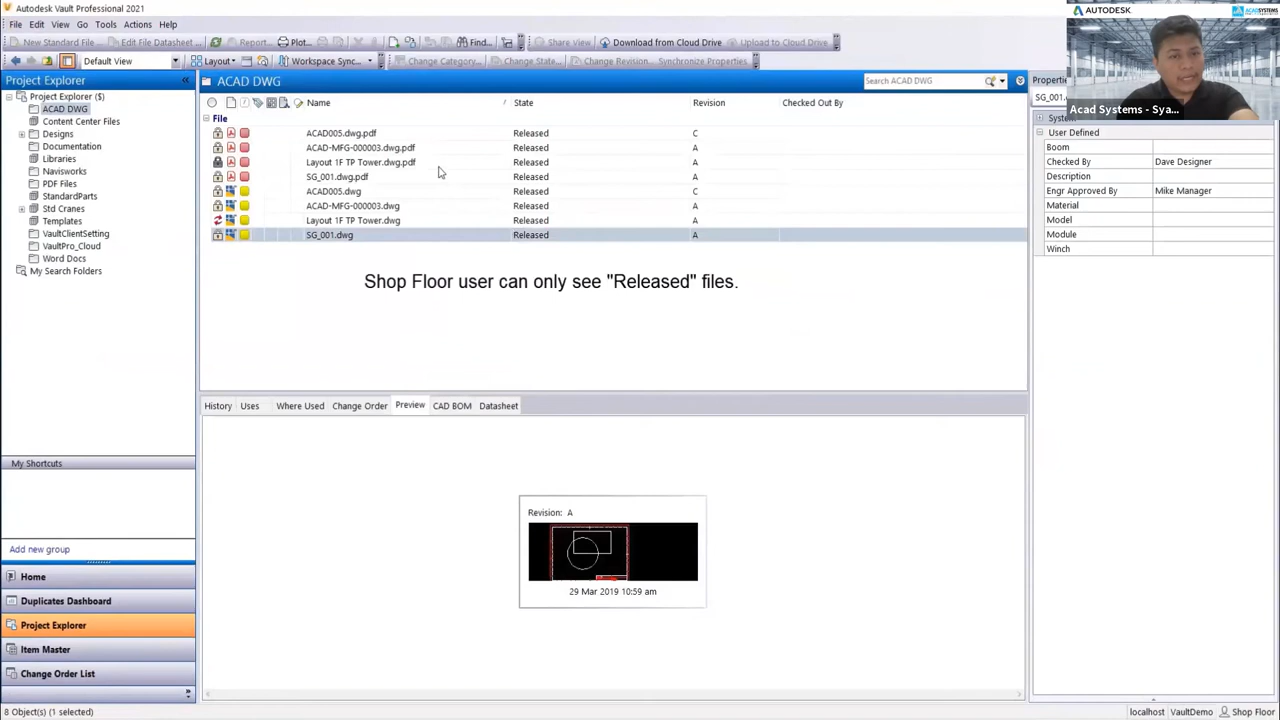 Autodesk Vault Professional 2021
File Edit View Go Tools Actions Help
New Standard File Edit File Datasheet... Report... Plot... Find... Share View Download from Cloud Drive Upload to Cloud Drive
Default View Layout Workspace Sync... Change Category... Change State... Change Revision... Synchronize Properties...
AUTODESK ACADSYSTEMS
Acad Systems - Sya...
Project Explorer
Project Explorer ($)
ACAD DWG
Content Center Files
Designs
Documentation
Libraries
Navisworks
PDF Files
StandardParts
Std Cranes
Templates
VaultClientSetting
VaultPro_Cloud
Word Docs
My Search Folders
My Shortcuts
Add new group
Home
Duplicates Dashboard
Project Explorer
Item Master
Change Order List
ACAD DWG Search ACAD DWG
Name State Revision Checked Out By
File
ACAD005.dwg.pdf Released C
ACAD-MFG-000003.dwg.pdf Released A
Layout 1F TP Tower.dwg.pdf Released A
SG_001.dwg.pdf Released A
ACAD005.dwg Released C
ACAD-MFG-000003.dwg Released A
Layout 1F TP Tower.dwg Released A
SG_001.dwg Released A
Shop Floor user can only see "Released" files.
History Uses Where Used Change Order Preview CAD BOM Datasheet
Revision: A
29 Mar 2019 10:59 am
Properti
SG_001.
Syste
User Defined
Boom
Checked By Dave Designer
Description
Engr Approved By Mike Manager
Material
Model
Module
Winch
8 Object(s) (1 selected) localhost VaultDemo Shop Floor